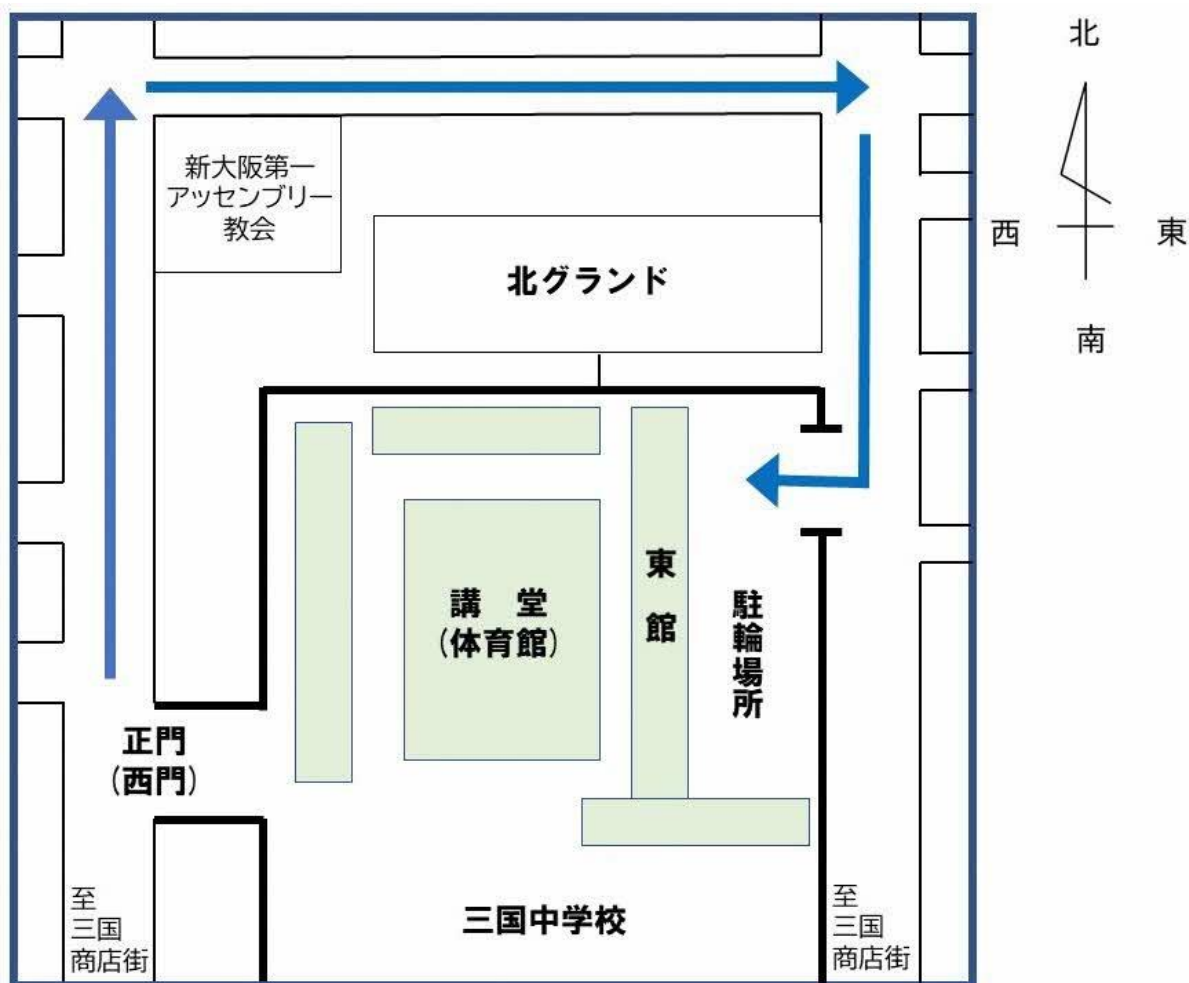 北
西
東
南
新大阪第一
アッセンブリー
教会
北グランド
講　堂
(体育館)
東館
駐輪場所
正門
(西門)
至
三国
商店街
三国中学校
至
三国
商店街